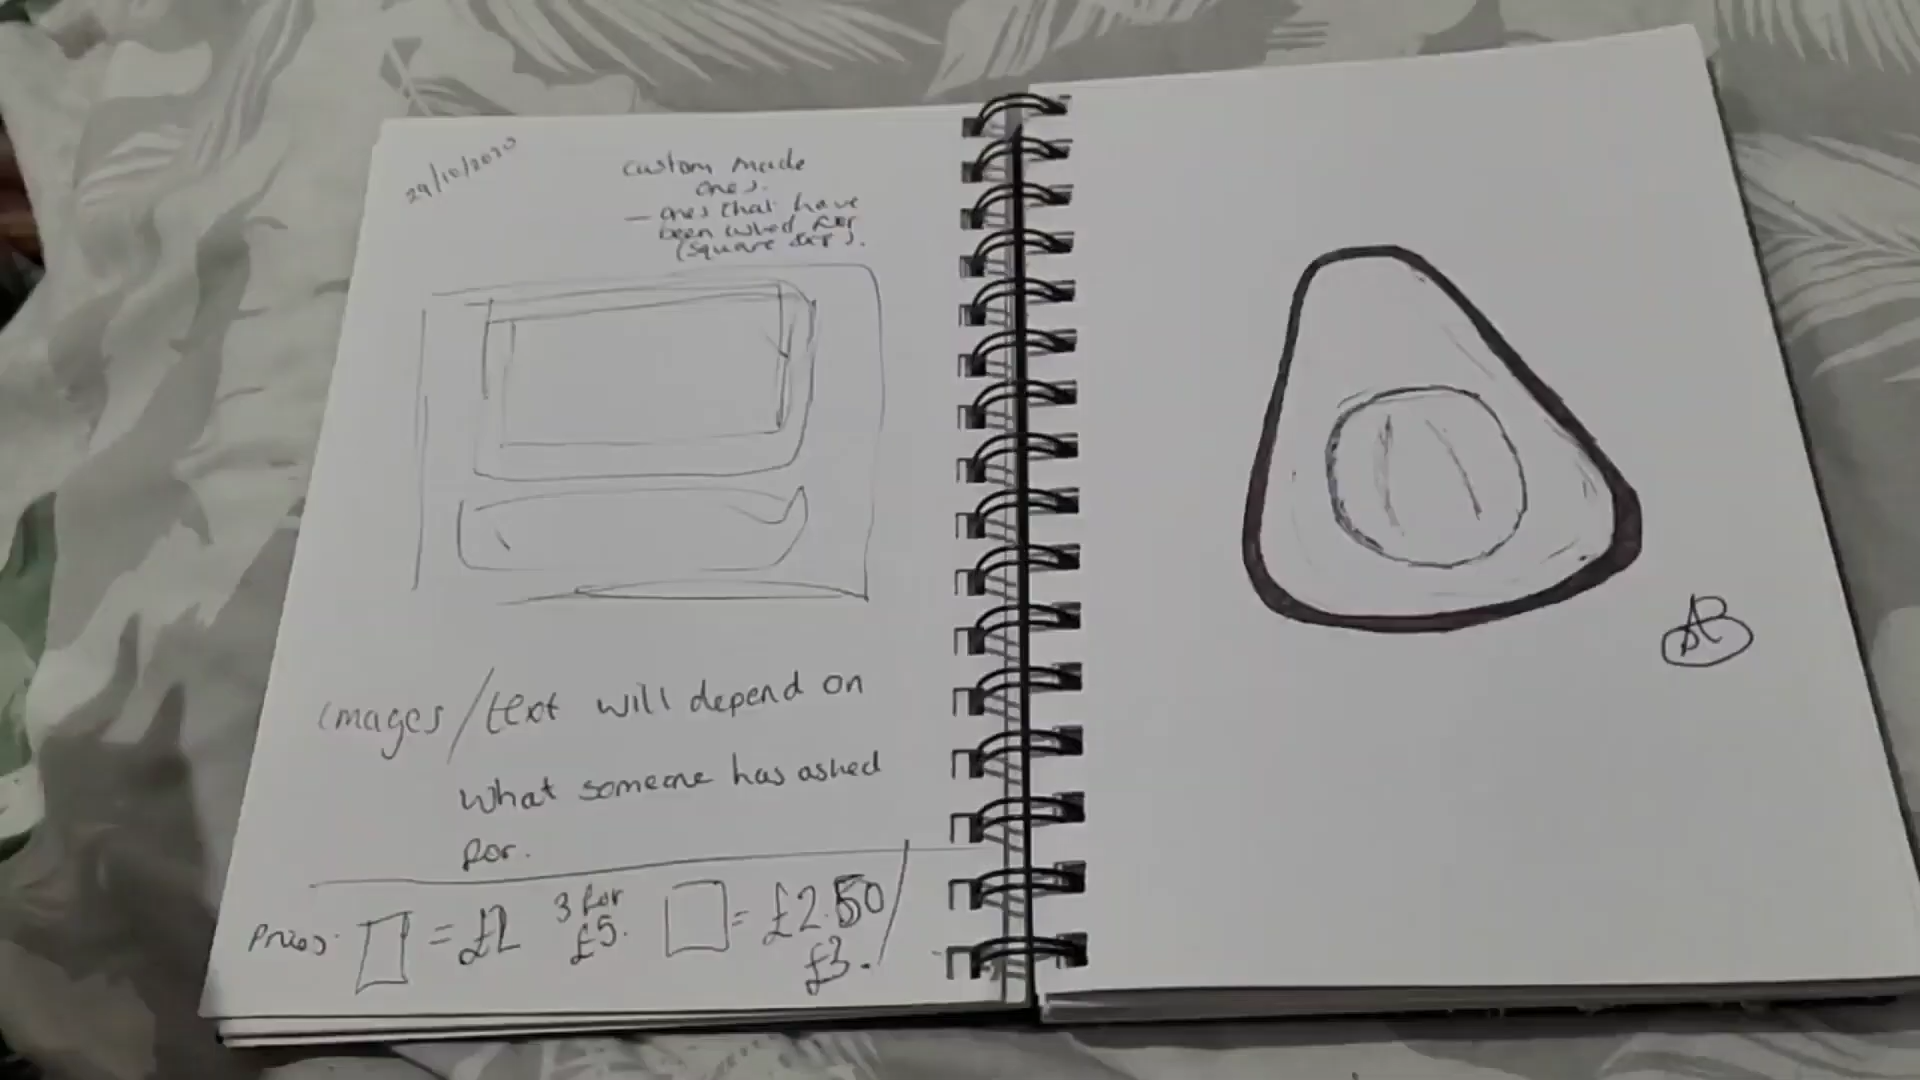 29/10/2020
custom made
ones.
— ones that have
been asked for
(square
Images/text will depend on
what someone has asked
for.
Prices.
= £2
3 for
£5.
= £2.50/
£3.
AB